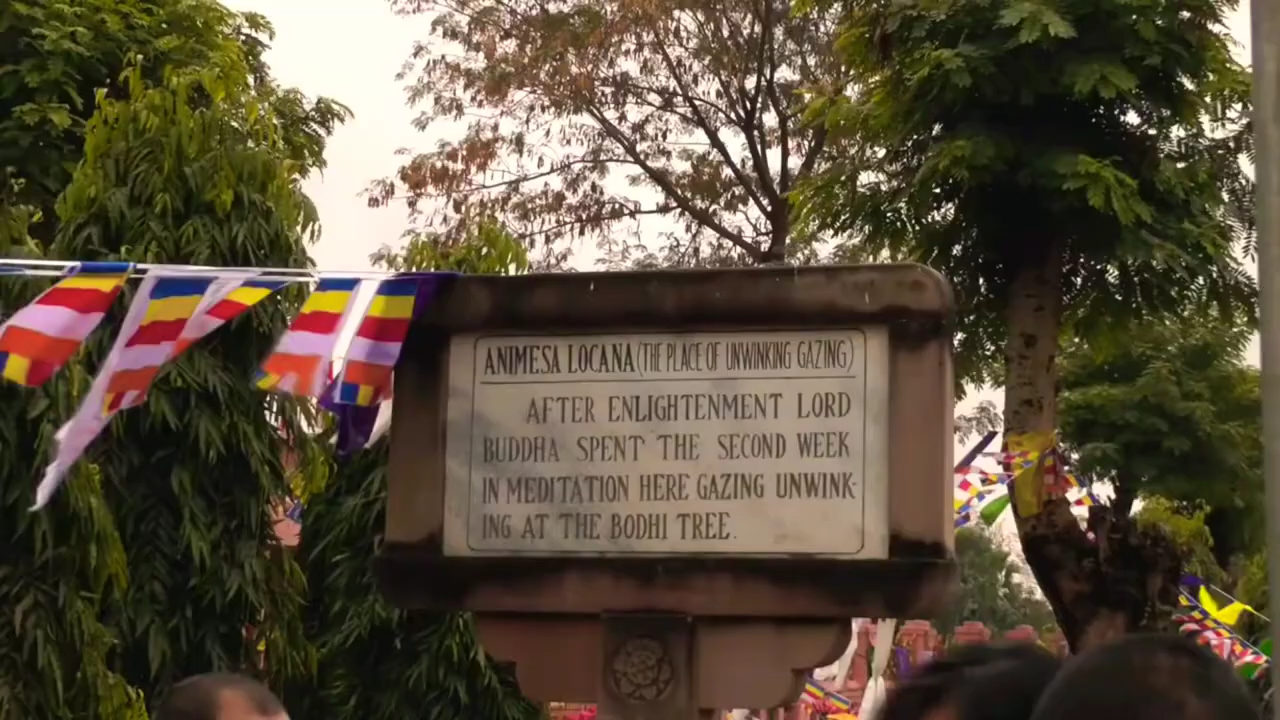 ANIMESA LOCANA (THE PLACE OF UNWINKING GAZING)
AFTER ENLIGHTENMENT LORD
BUDDHA SPENT THE SECOND WEEK
IN MEDITATION HERE GAZING UNWINK-
ING AT THE BODHI TREE.